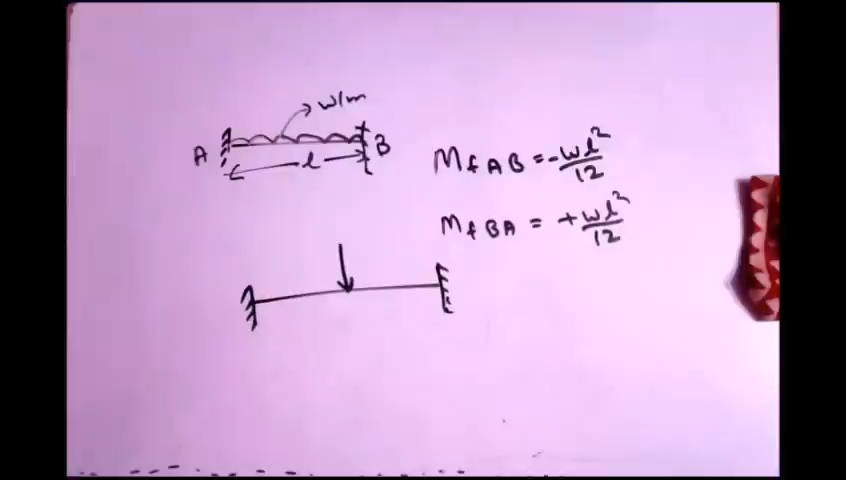 w/m
A B
l
MfAB = -wl²/12
MfBA = +wl²/12